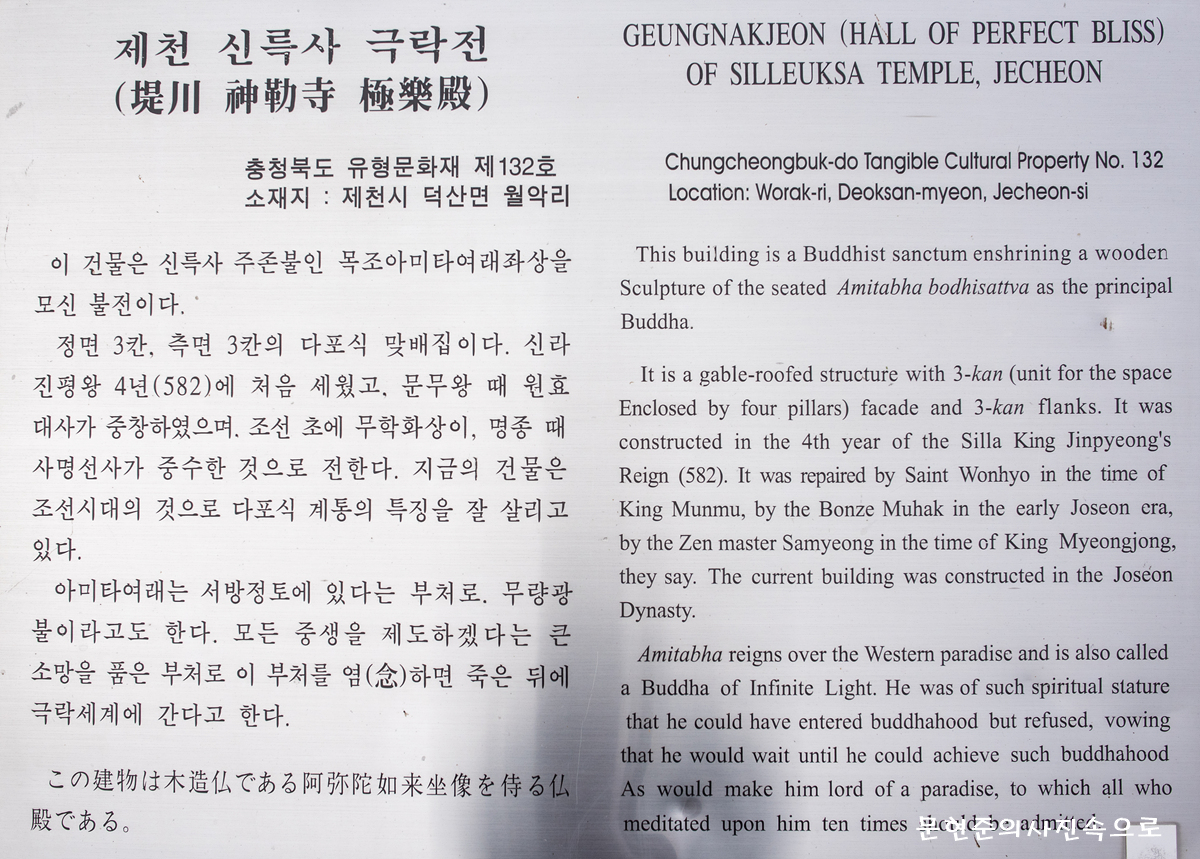 제천 신륵사 극락전
(堤川 神勒寺 極樂殿)
충청북도 유형문화재 제132호
소재지 : 제천시 덕산면 월악리
이 건물은 신륵사 주존불인 목조아미타여래좌상을
모신 불전이다.
정면 3칸, 측면 3칸의 다포식 맞배집이다. 신라
진평왕 4년(582)에 처음 세웠고, 문무왕 때 원효
대사가 중창하였으며, 조선 초에 무학화상이, 명종 때
사명선사가 중수한 것으로 전한다. 지금의 건물은
조선시대의 것으로 다포식 계통의 특징을 잘 살리고
있다.
아미타여래는 서방정토에 있다는 부처로, 무량광
불이라고도 한다. 모든 중생을 제도하겠다는 큰
소망을 품은 부처로 이 부처를 염(念)하면 죽은 뒤에
극락세계에 간다고 한다.
この建物は木造仏である阿弥陀如来坐像を侍る仏
殿である。
GEUNGNAKJEON (HALL OF PERFECT BLISS)
OF SILLEUKSA TEMPLE, JECHEON
Chungcheongbuk-do Tangible Cultural Property No. 132
Location: Worak-ri, Deoksan-myeon, Jecheon-si
This building is a Buddhist sanctum enshrining a wooden
Sculpture of the seated Amitabha bodhisattva as the principal
Buddha.
It is a gable-roofed structure with 3-kan (unit for the space
Enclosed by four pillars) facade and 3-kan flanks. It was
constructed in the 4th year of the Silla King Jinpyeong's
Reign (582). It was repaired by Saint Wonhyo in the time of
King Munmu, by the Bonze Muhak in the early Joseon era,
by the Zen master Samyeong in the time of King Myeongjong,
they say. The current building was constructed in the Joseon
Dynasty.
Amitabha reigns over the Western paradise and is also called
a Buddha of Infinite Light. He was of such spiritual stature
that he could have entered buddhahood but refused, vowing
that he would wait until he could achieve such buddhahood
As would make him lord of a paradise, to which all who
meditated upon him ten times should be admitted.
문현준의사진속으로